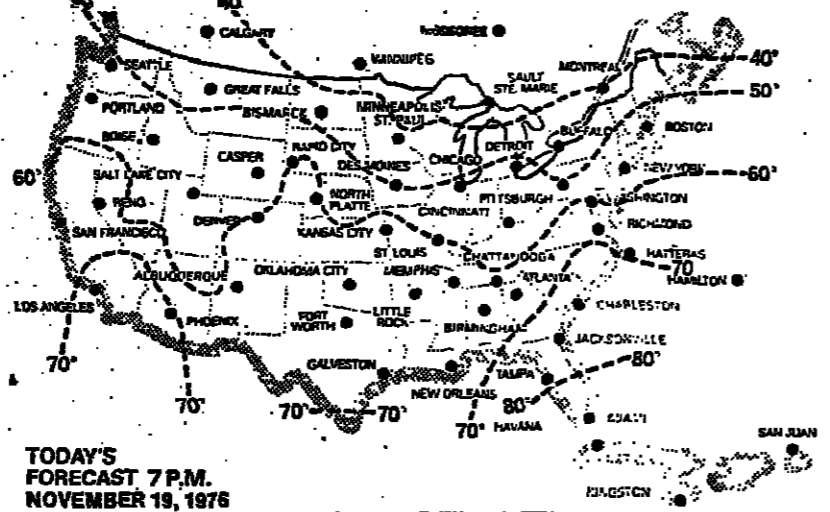 CALGARY
WINNIPEG
SEATTLE
MONTREAL
40°
SAULT
STE. MARIE
GREAT FALLS
50°
PORTLAND
BISMARCK
MINNEAPOLIS
ST. PAUL
BOSTON
BOISE
BUFFALO
DETROIT
RAPID CITY
CASPER
DES MOINES
CHICAGO
NEW YORK
60°
SALT LAKE CITY
60°
NORTH
PLATTE
PITTSBURGH
RENO
CINCINNATI
RICHMOND
DENVER
KANSAS CITY
SAN FRANCISCO
ST. LOUIS
CHATTANOOGA
HATTERAS
70
ALBUQUERQUE
OKLAHOMA CITY
MEMPHIS
ATLANTA
HAMILTON
LOS ANGELES
PHOENIX
FORT
WORTH
LITTLE
ROCK
CHARLESTON
BIRMINGHAM
JACKSONVILLE
70°
GALVESTON
TAMPA
80°
NEW ORLEANS
70°
70°
70°
80°
70°
HAVANA
MIAMI
SAN JUAN
TODAY'S
FORECAST 7 P.M.
NOVEMBER 19, 1976
KINGSTON